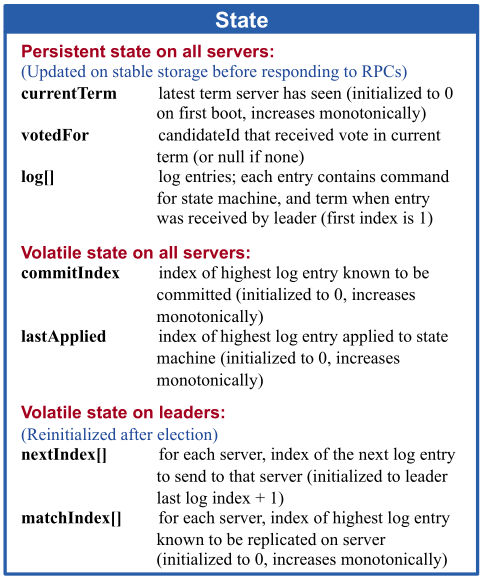 State
Persistent state on all servers:
(Updated on stable storage before responding to RPCs)
currentTerm latest term server has seen (initialized to 0
on first boot, increases monotonically)
votedFor candidateId that received vote in current
term (or null if none)
log[] log entries; each entry contains command
for state machine, and term when entry
was received by leader (first index is 1)
Volatile state on all servers:
commitIndex index of highest log entry known to be
committed (initialized to 0, increases
monotonically)
lastApplied index of highest log entry applied to state
machine (initialized to 0, increases
monotonically)
Volatile state on leaders:
(Reinitialized after election)
nextIndex[] for each server, index of the next log entry
to send to that server (initialized to leader
last log index + 1)
matchIndex[] for each server, index of highest log entry
known to be replicated on server
(initialized to 0, increases monotonically)